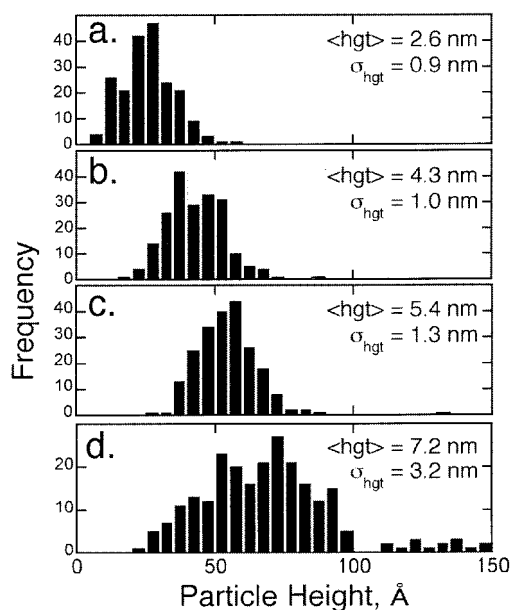 a.
<hgt> = 2.6 nm
σhgt = 0.9 nm
40
30
20
10
0
b.
<hgt> = 4.3 nm
σhgt = 1.0 nm
40
30
20
10
0
c.
<hgt> = 5.4 nm
σhgt = 1.3 nm
40
30
20
10
0
d.
<hgt> = 7.2 nm
σhgt = 3.2 nm
20
10
0
0 50 100 150
Frequency
Particle Height, Å